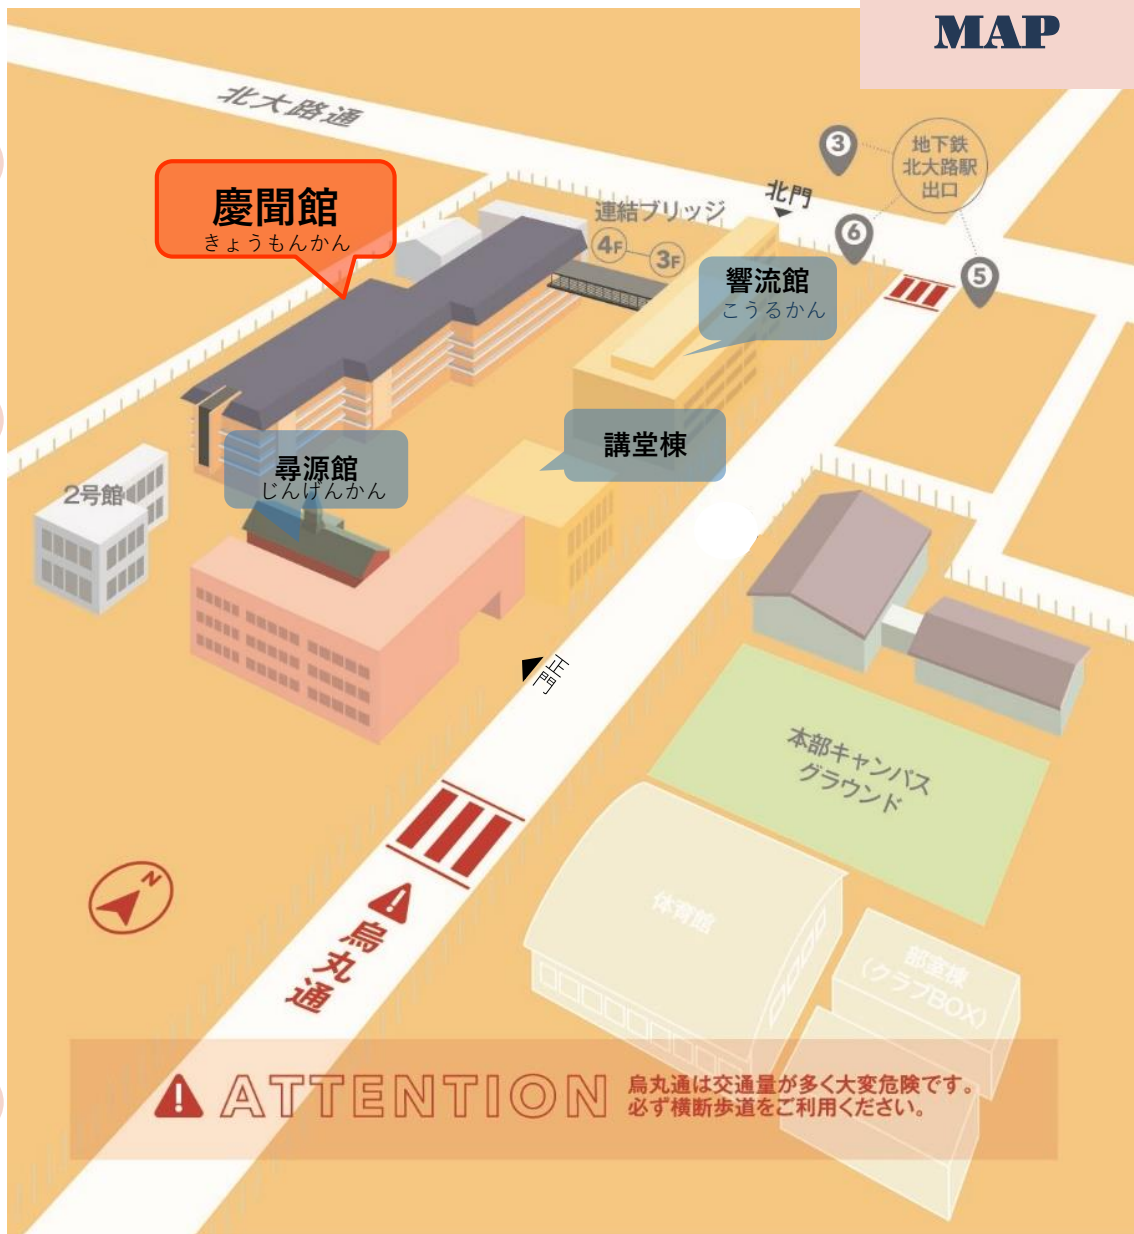 MAP
北大路通
地下鉄
北大路駅
出口
3
6
5
北門
慶聞館
きょうもんかん
連結ブリッジ
4F
3F
響流館
こうるかん
講堂棟
尋源館
じんげんかん
2号館
正門
本部キャンパス
グラウンド
体育館
部室棟
(クラブBOX)
N
烏丸通
ATTENTION
烏丸通は交通量が多く大変危険です。
必ず横断歩道をご利用ください。